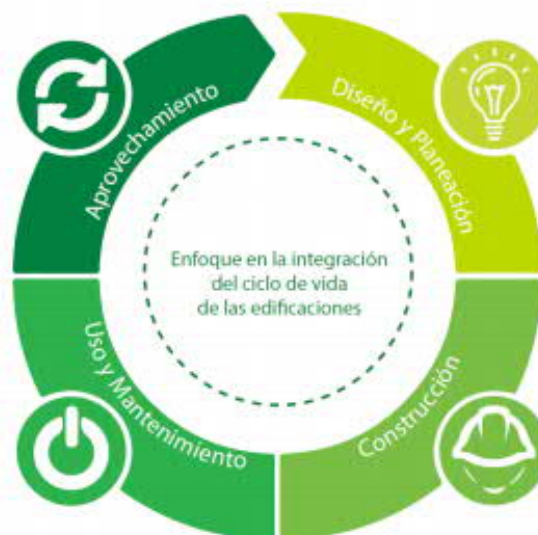 Diseño y Planeación
Construcción
Uso y Mantenimiento
Aprovechamiento
Enfoque en la integración
del ciclo de vida
de las edificaciones